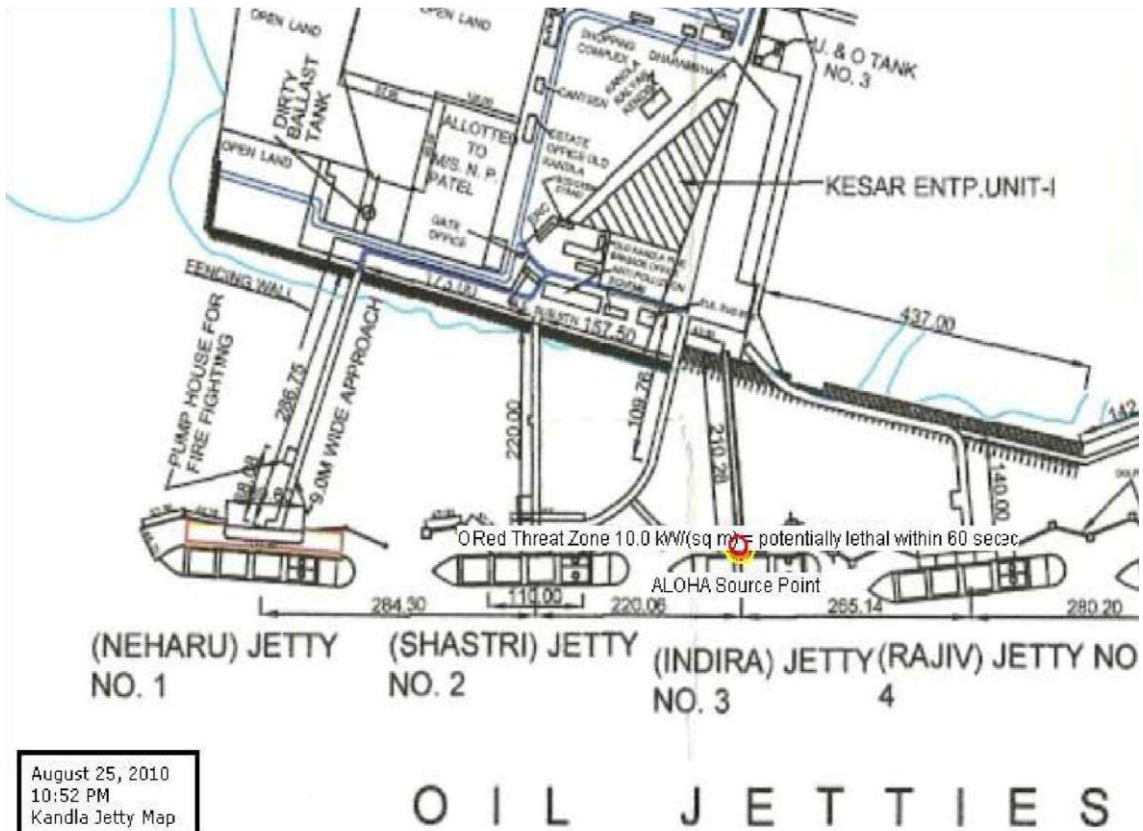 OPEN LAND
OPEN LAND
SHOPPING
COMPLEX
U. & O TANK
NO. 3
DIRTY
BALLAST
TANK
CANTEEN
ALLOTTED
TO
M/S. N. P.
PATEL
ESTATE
OFFICE OLD
KANDLA
OPEN LAND
KESAR ENTP.UNIT-I
GATE
OFFICE
FENCING WALL
157.50
437.00
142
PUMP HOUSE FOR
FIRE FIGHTING
286.75
9.0M WIDE APPROACH
220.00
109.76
210.28
140.00
Red Threat Zone 10.0 kW/(sq m) = potentially lethal within 60 sec
ALOHA Source Point
284.30
110.00
220.06
265.14
280.20
(NEHARU) JETTY
NO. 1
(SHASTRI) JETTY
NO. 2
(INDIRA) JETTY
NO. 3
(RAJIV) JETTY NO
4
August 25, 2010
10:52 PM
Kandla Jetty Map
OIL JETTIES